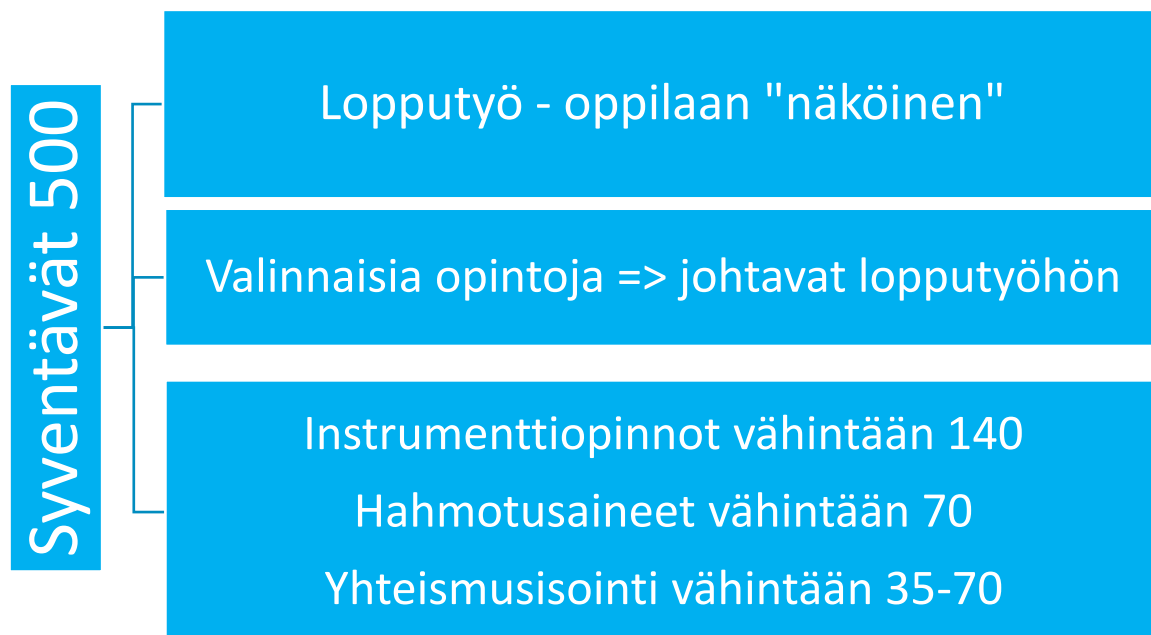 Syventävät 500
Lopputyö - oppilaan "näköinen"
Valinnaisia opintoja => johtavat lopputyöhön
Instrumenttiopinnot vähintään 140
Hahmotusaineet vähintään 70
Yhteismusisointi vähintään 35-70